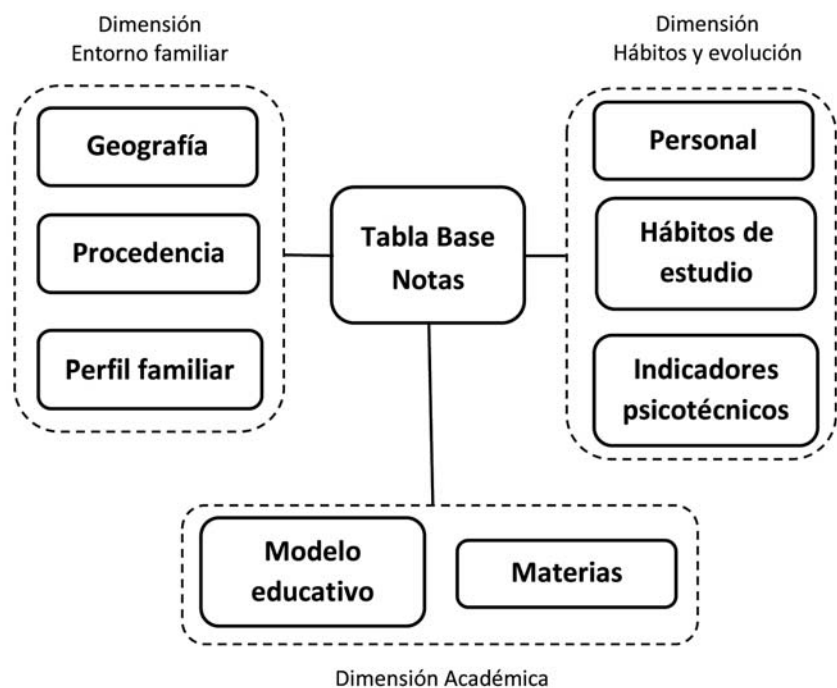 Dimensión
Entorno familiar
Geografía
Procedencia
Perfil familiar
Tabla Base
Notas
Dimensión
Hábitos y evolución
Personal
Hábitos de
estudio
Indicadores
psicotécnicos
Modelo
educativo
Materias
Dimensión Académica